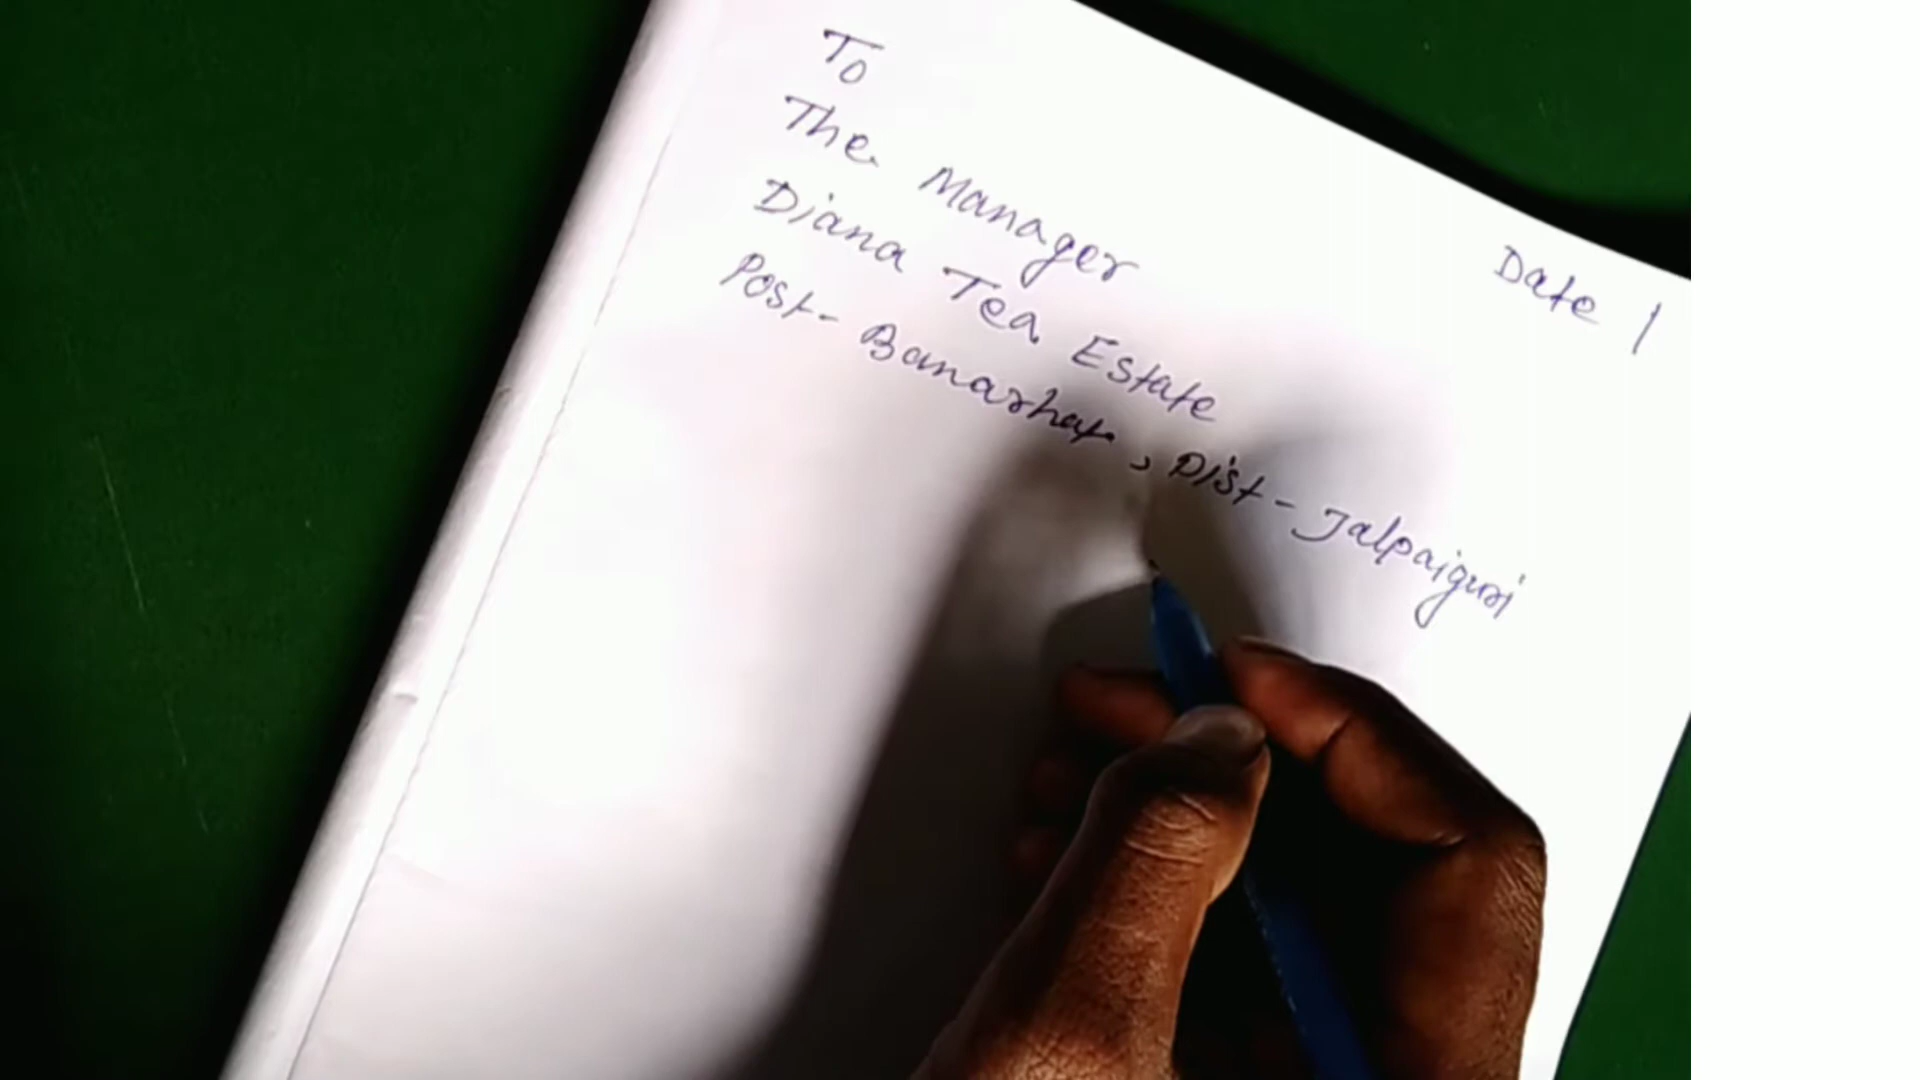 To
The Manager
Date /
Diana Tea Estate
Post - Banarhat, Dist - Jalpaiguri